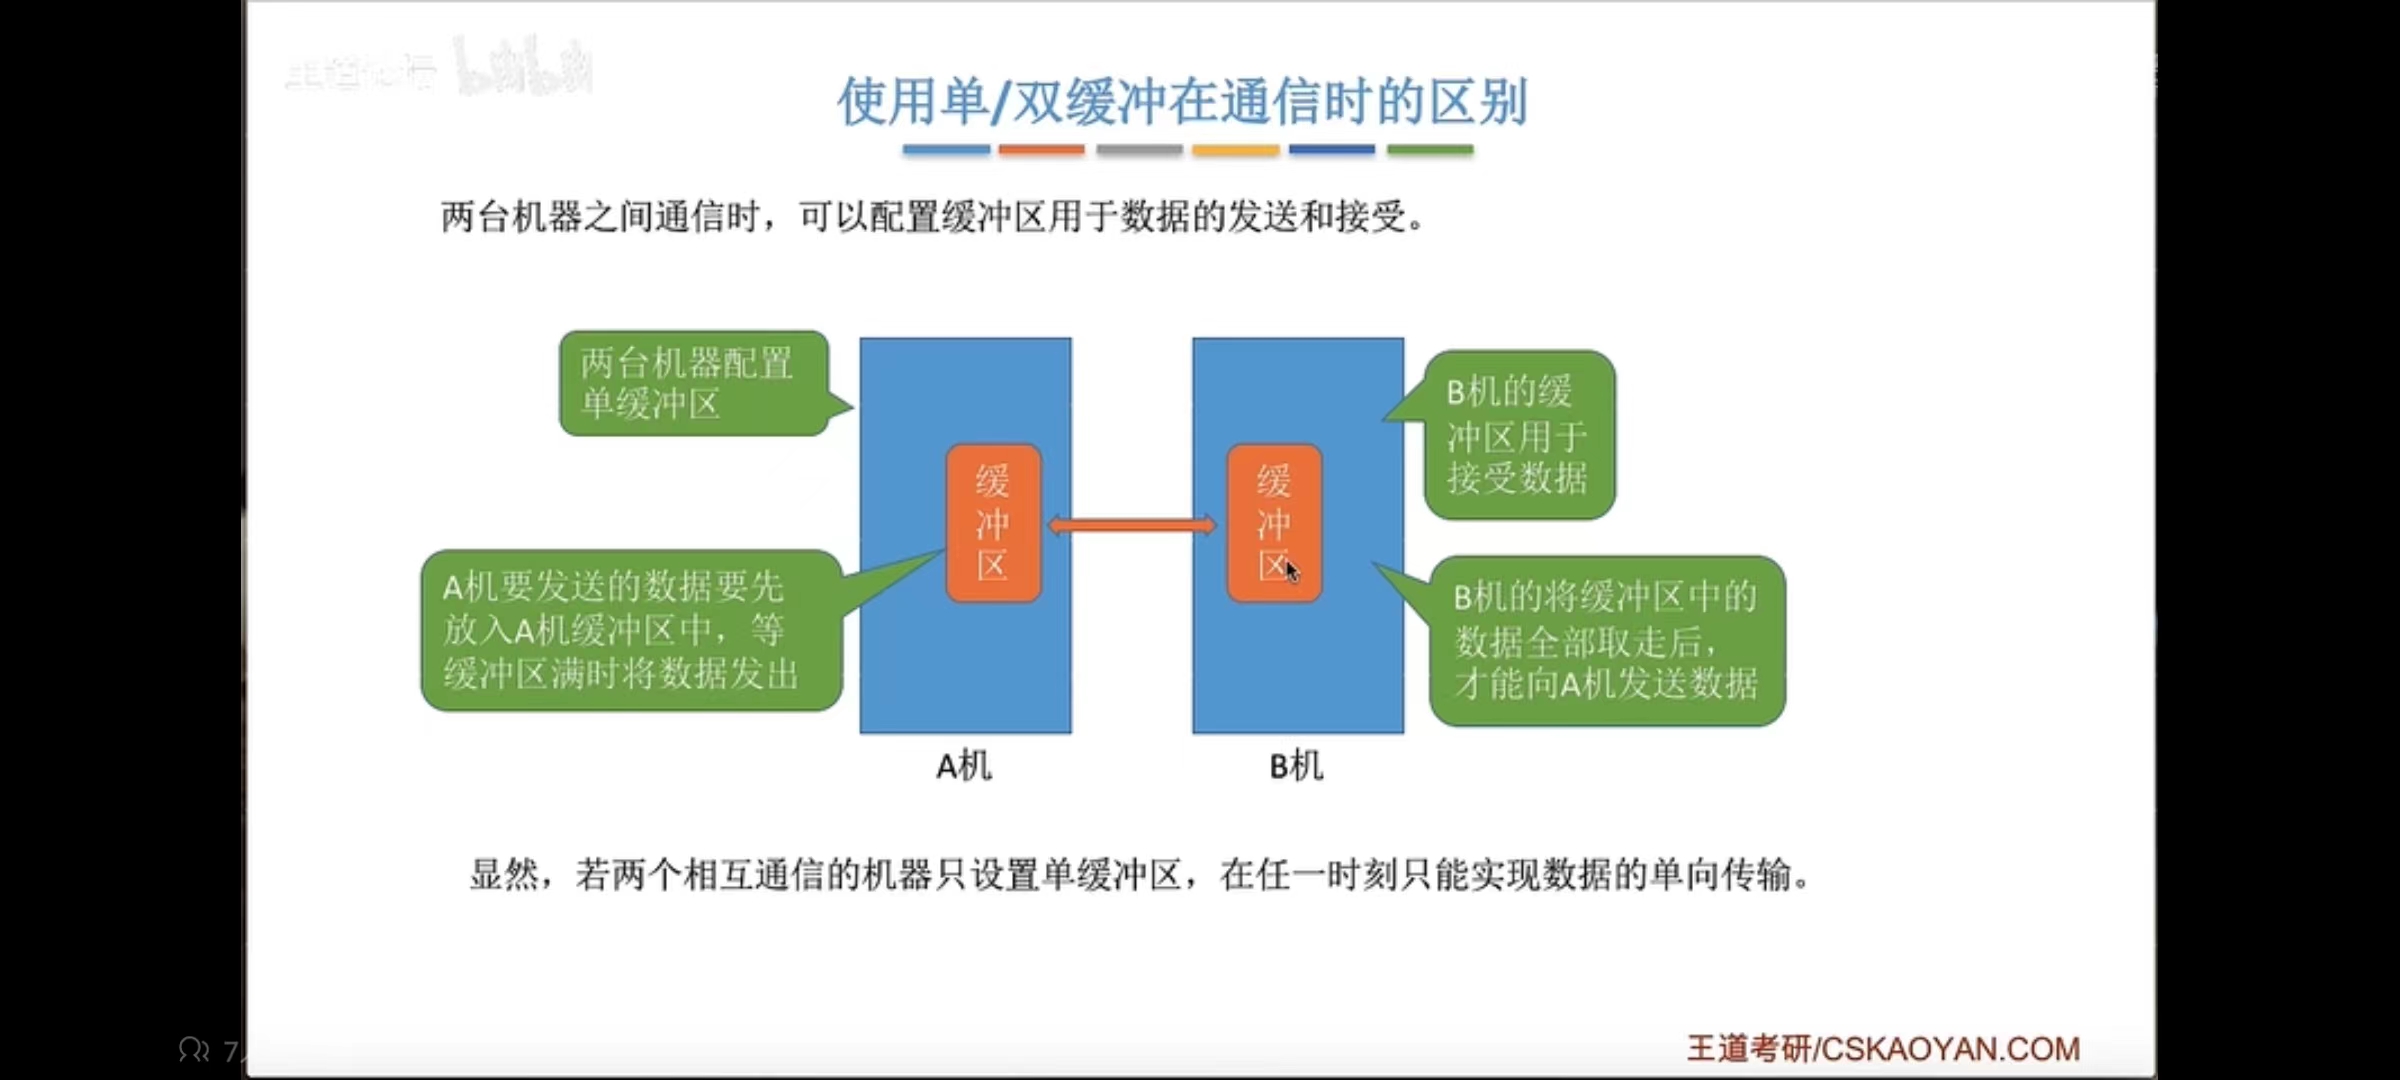 使用单/双缓冲在通信时的区别
两台机器之间通信时，可以配置缓冲区用于数据的发送和接受。
两台机器配置
单缓冲区
B机的缓
冲区用于
接受数据
缓
冲
区
缓
冲
区
A机要发送的数据要先
放入A机缓冲区中，等
缓冲区满时将数据发出
B机的将缓冲区中的
数据全部取走后，
才能向A机发送数据
A机
B机
显然，若两个相互通信的机器只设置单缓冲区，在任一时刻只能实现数据的单向传输。
王道考研/CSKAOYAN.COM